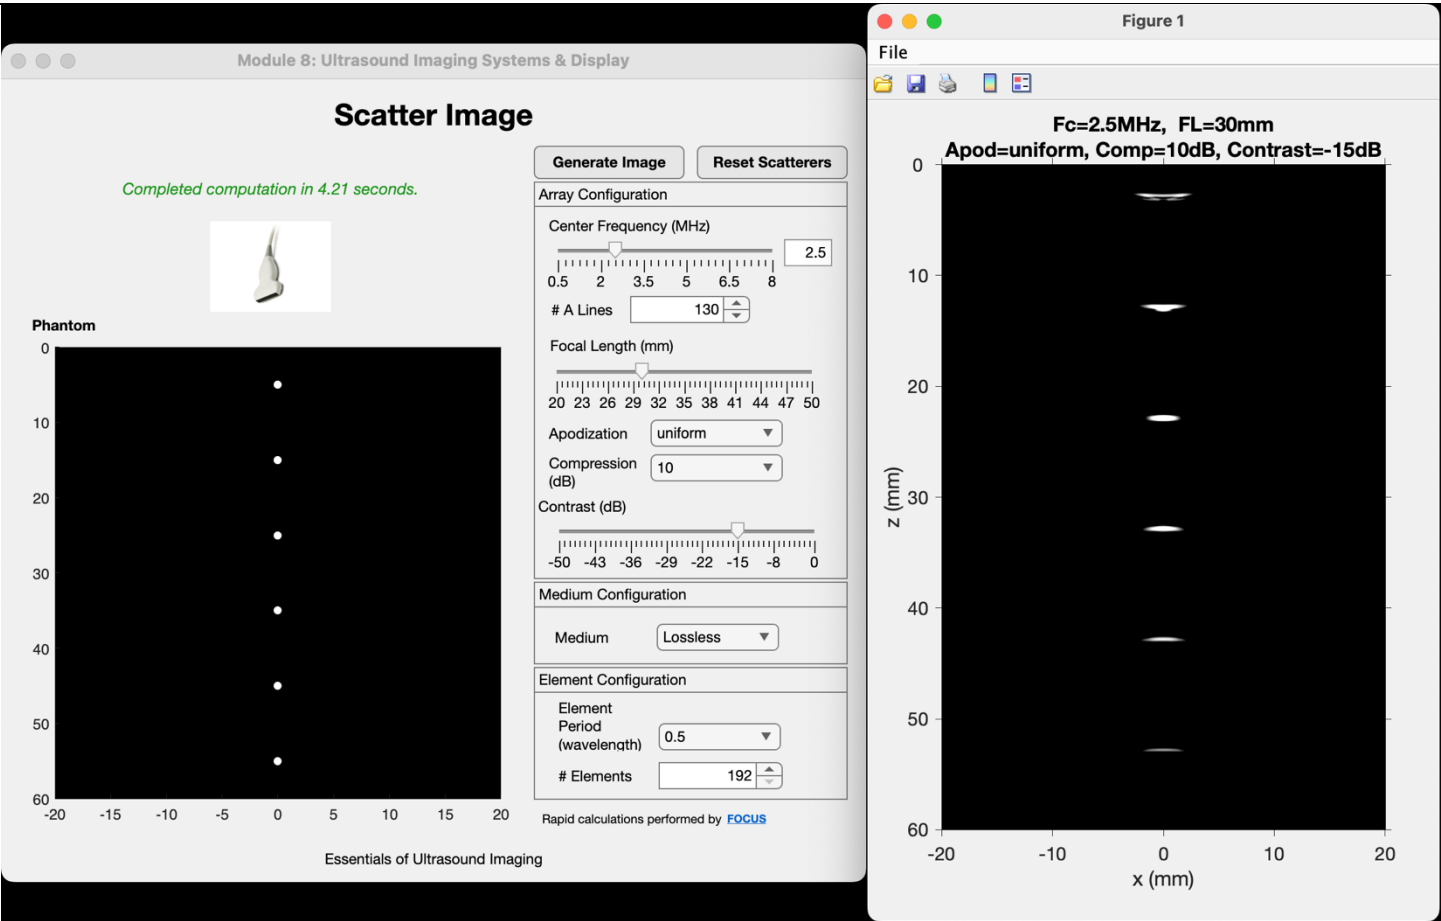 Module 8: Ultrasound Imaging Systems & Display
Scatter Image
Completed computation in 4.21 seconds.
Phantom
0
10
20
30
40
50
60
-20 -15 -10 -5 0 5 10 15 20
Generate Image Reset Scatterers
Array Configuration
Center Frequency (MHz)
2.5
0.5 2 3.5 5 6.5 8
# A Lines 130
Focal Length (mm)
20 23 26 29 32 35 38 41 44 47 50
Apodization uniform
Compression (dB) 10
Contrast (dB)
-50 -43 -36 -29 -22 -15 -8 0
Medium Configuration
Medium Lossless
Element Configuration
Element
Period
(wavelength) 0.5
# Elements 192
Rapid calculations performed by FOCUS
Essentials of Ultrasound Imaging
Figure 1
File
Fc=2.5MHz, FL=30mm
Apod=uniform, Comp=10dB, Contrast=-15dB
0
10
20
30
40
50
60
z (mm)
-20 -10 0 10 20
x (mm)